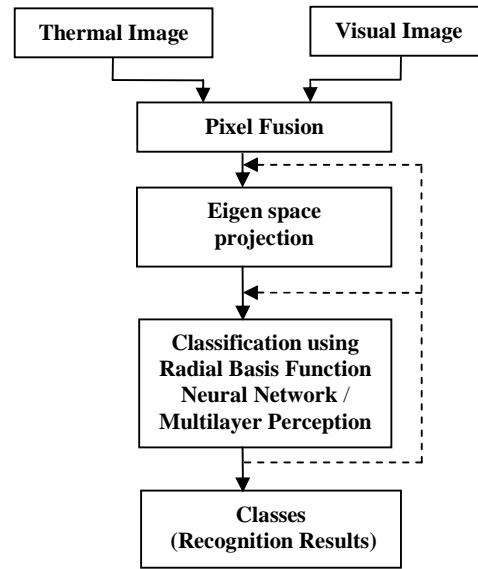 Thermal Image
Visual Image
Pixel Fusion
Eigen space
projection
Classification using
Radial Basis Function
Neural Network /
Multilayer Perception
Classes
(Recognition Results)